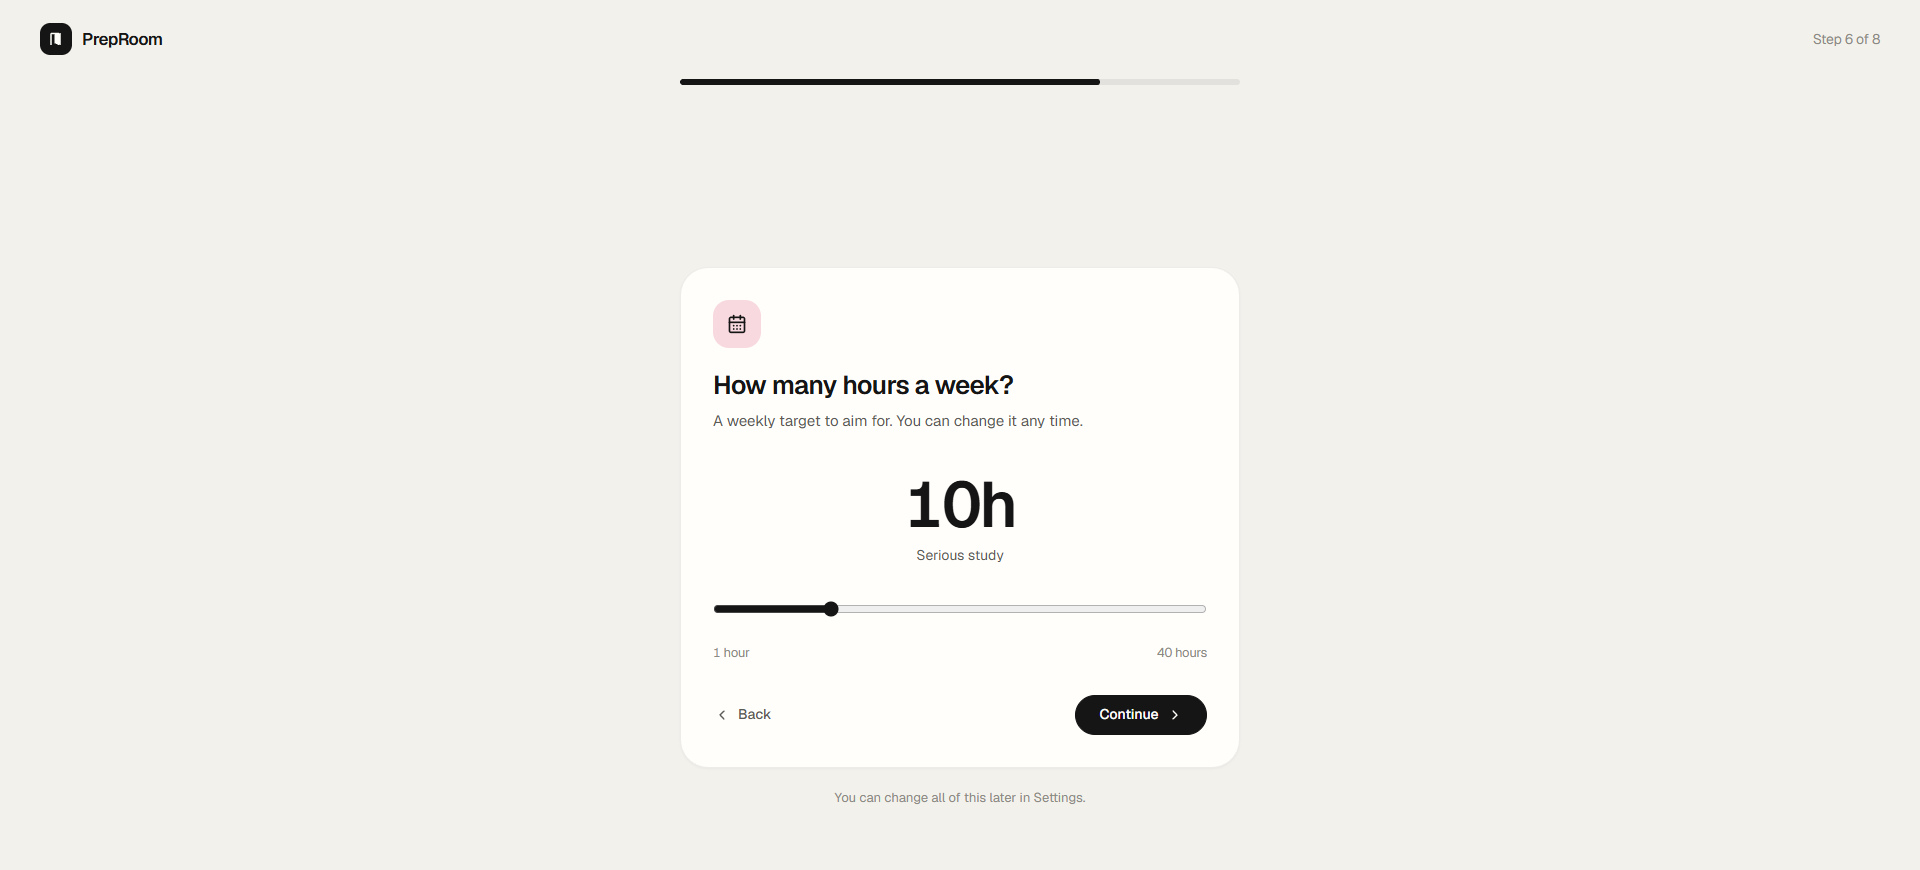 PrepRoom
Step 6 of 8
How many hours a week?
A weekly target to aim for. You can change it any time.
10h
Serious study
1 hour
40 hours
Back
Continue
You can change all of this later in Settings.